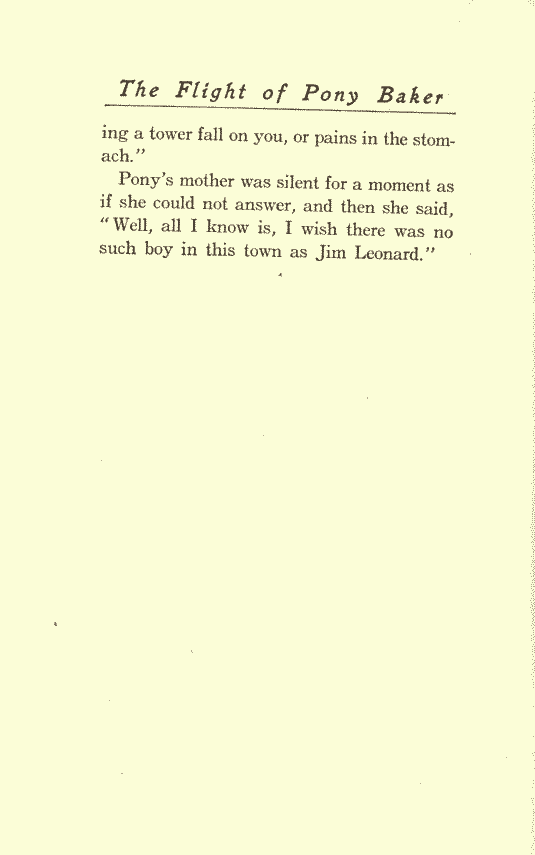 The Flight of Pony Baker
ing a tower fall on you, or pains in the stom-
ach."
Pony's mother was silent for a moment as
if she could not answer, and then she said,
"Well, all I know is, I wish there was no
such boy in this town as Jim Leonard."